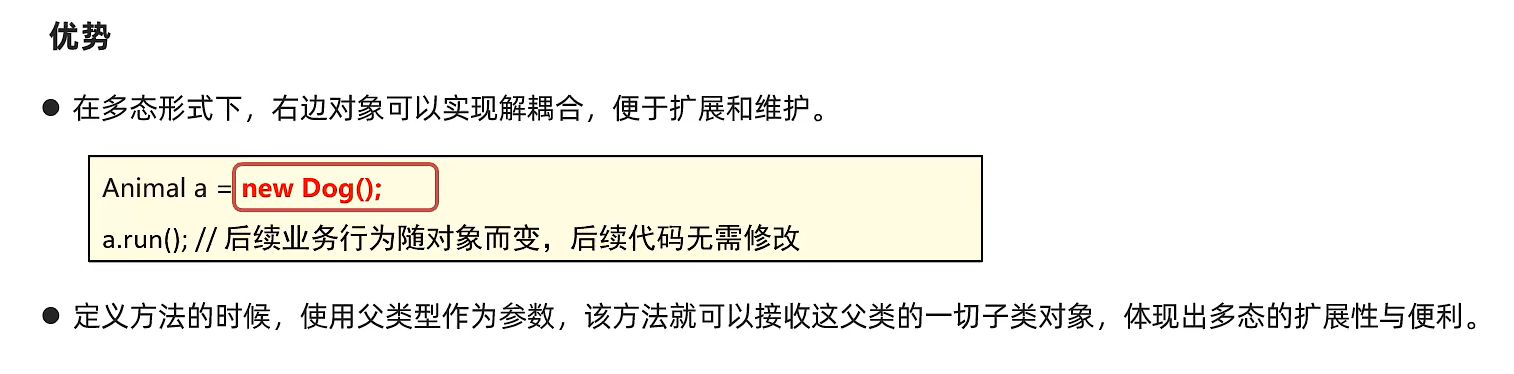 优势
● 在多态形式下，右边对象可以实现解耦合，便于扩展和维护。
Animal a = new Dog();
a.run(); // 后续业务行为随对象而变，后续代码无需修改
● 定义方法的时候，使用父类型作为参数，该方法就可以接收这父类的一切子类对象，体现出多态的扩展性与便利。